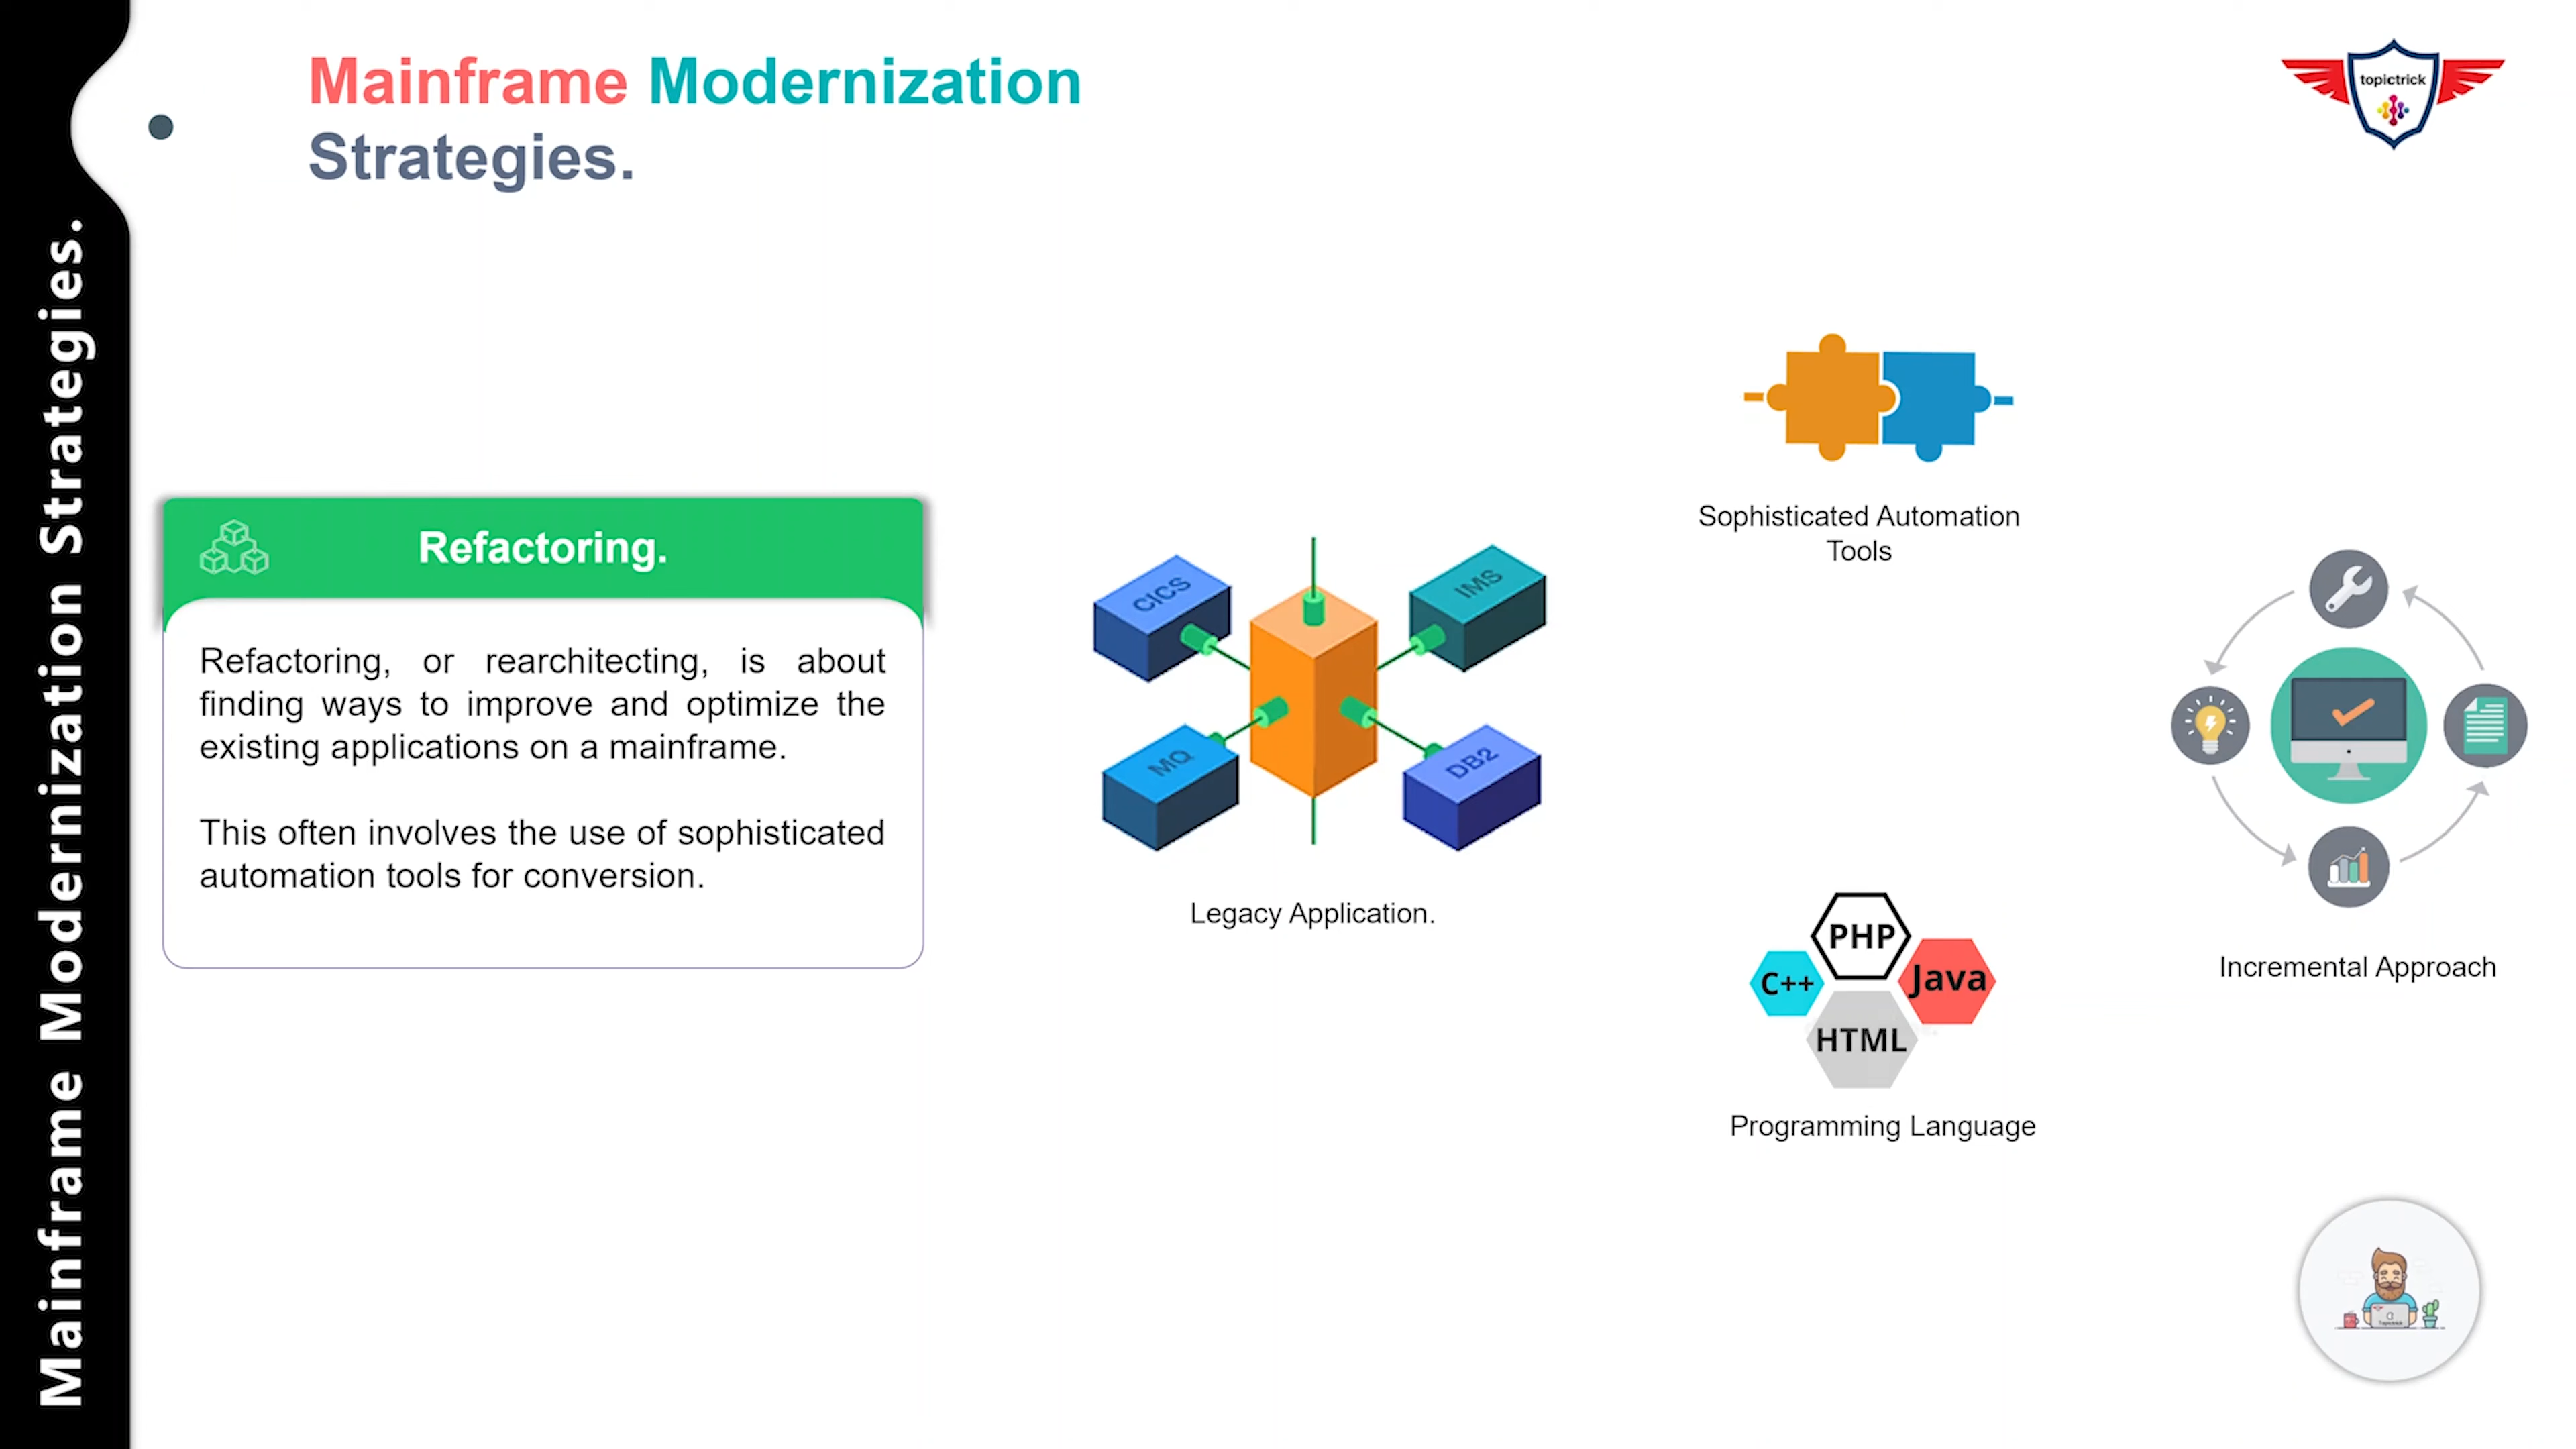 Mainframe Modernization
Strategies.
topictrick
Mainframe Modernization Strategies.
Refactoring.
Refactoring, or rearchitecting, is about
finding ways to improve and optimize the
existing applications on a mainframe.
This often involves the use of sophisticated
automation tools for conversion.
CICS
IMS
MQ
DB2
Legacy Application.
Sophisticated Automation
Tools
PHP
C++
Java
HTML
Programming Language
Incremental Approach
Topictrick